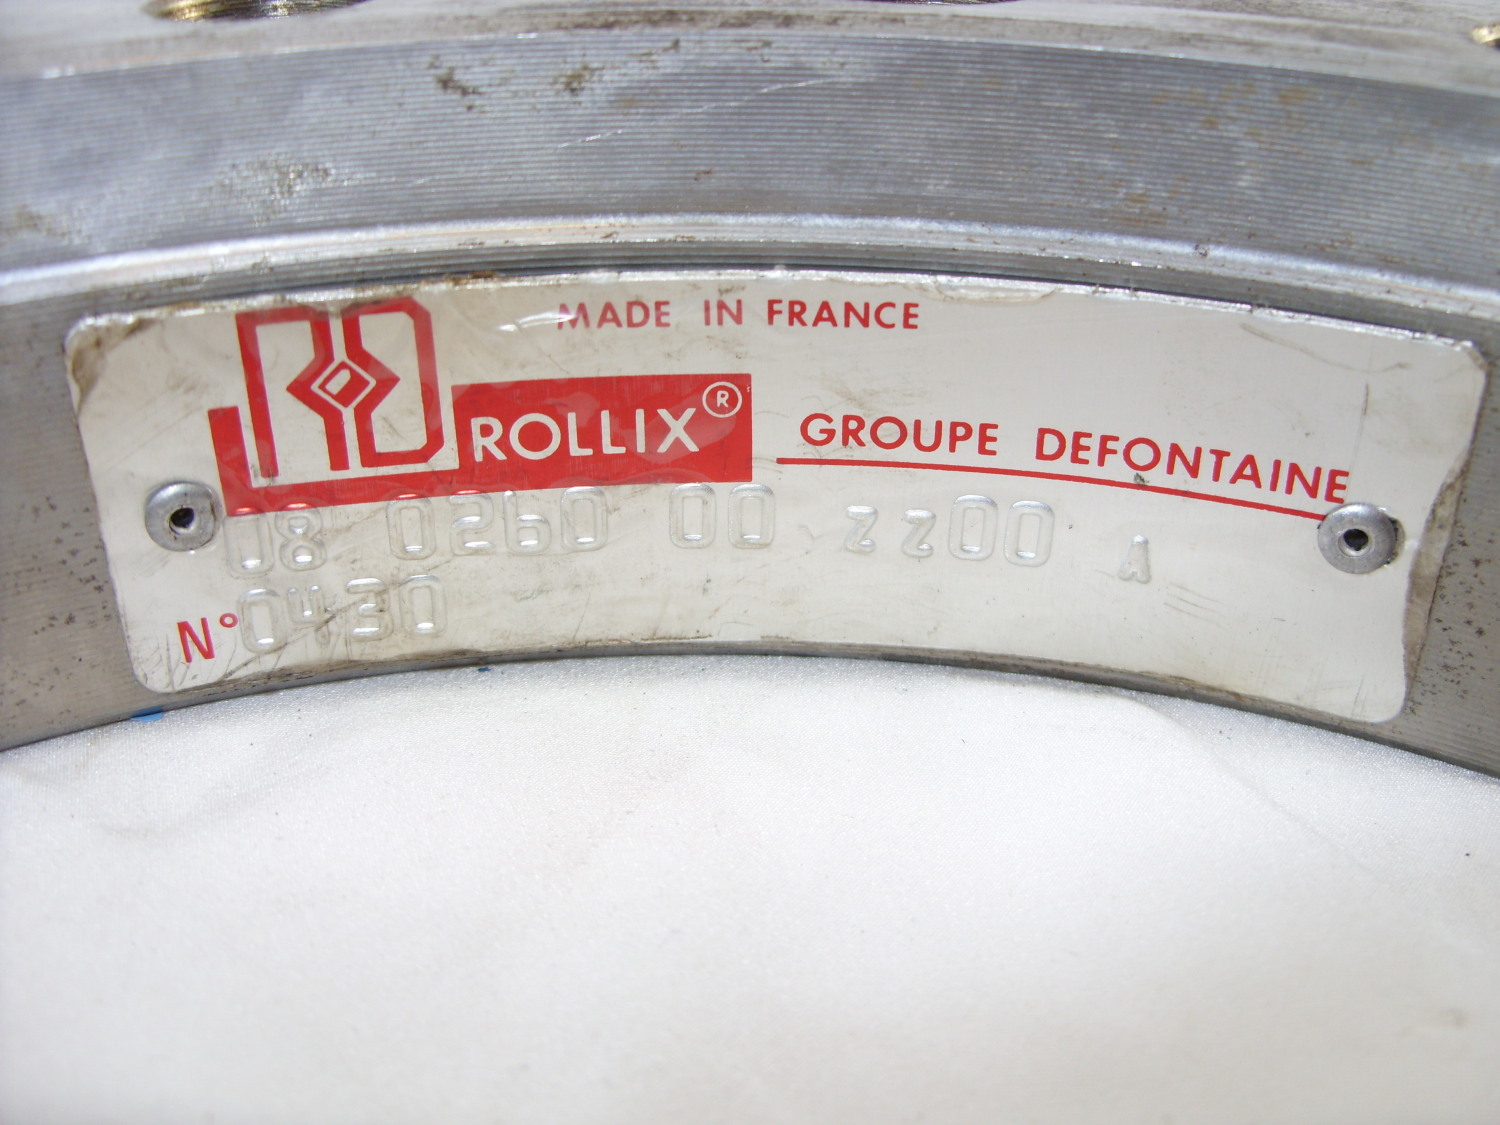 MADE IN FRANCE
ROLLIX®
GROUPE DEFONTAINE
08 0260 00 zz00 A
N° 0430